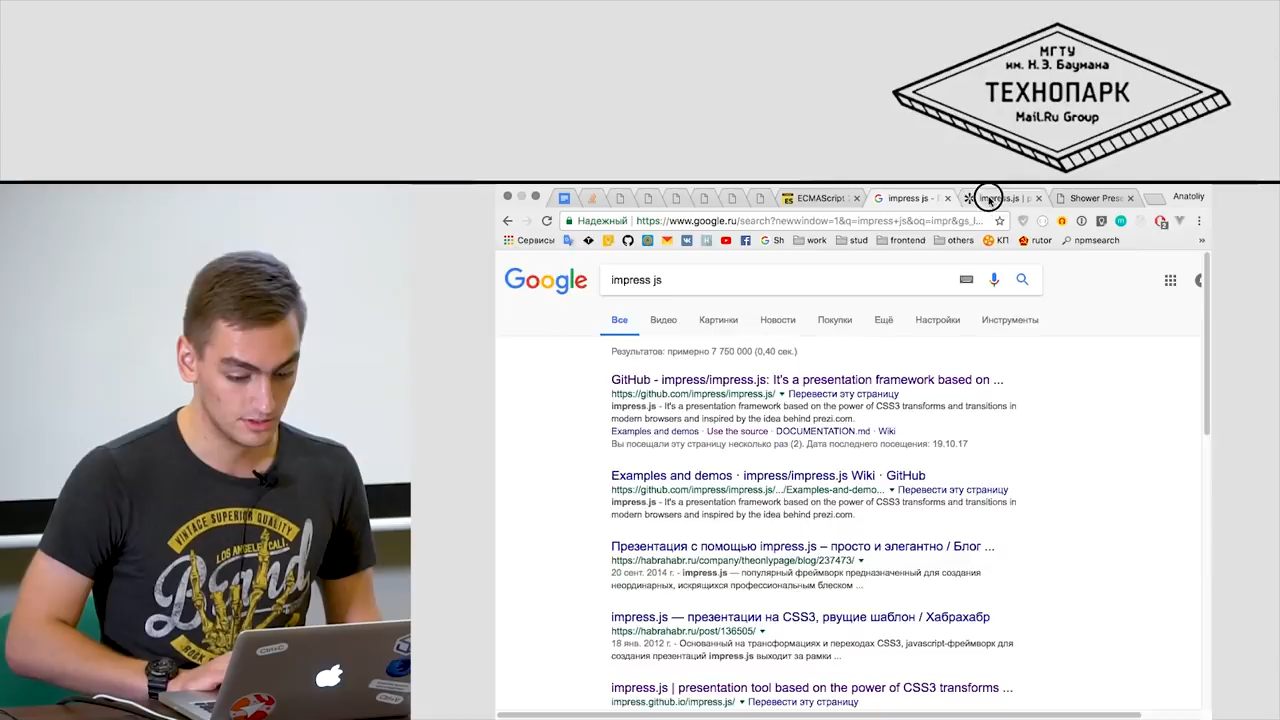 МГТУ
им. Н.Э. Баумана
ТЕХНОПАРК
Mail.Ru Group
ECMAScript
impress js -
impress.js | p
Shower Pres
Anatoliy
Надежный | https://www.google.ru/search?newwindow=1&q=impress+js&oq=impr&gs_l...
Сервисы
Sh
work
stud
frontend
others
КП
rutor
npmsearch
»
Google
impress js
Все
Видео
Картинки
Новости
Покупки
Ещё
Настройки
Инструменты
Результатов: примерно 7 750 000 (0,40 сек.)
GitHub - impress/impress.js: It's a presentation framework based on ...
https://github.com/impress/impress.js/ ▾ Перевести эту страницу
impress.js - It's a presentation framework based on the power of CSS3 transforms and transitions in
modern browsers and inspired by the idea behind prezi.com.
Examples and demos · Use the source · DOCUMENTATION.md · Wiki
Вы посещали эту страницу несколько раз (2). Дата последнего посещения: 19.10.17
Examples and demos · impress/impress.js Wiki · GitHub
https://github.com/impress/impress.js/.../Examples-and-demo... ▾ Перевести эту страницу
impress.js - It's a presentation framework based on the power of CSS3 transforms and transitions in
modern browsers and inspired by the idea behind prezi.com.
Презентация с помощью impress.js – просто и элегантно / Блог ...
https://habrahabr.ru/company/theonlypage/blog/237473/ ▾
20 сент. 2014 г. - impress.js — популярный фреймворк предназначенный для создания
неординарных, искрящихся профессиональным блеском ...
impress.js — презентации на CSS3, рвущие шаблон / Хабрахабр
https://habrahabr.ru/post/136505/ ▾
18 янв. 2012 г. - Основанный на трансформациях и переходах CSS3, javascript-фреймворк для
создания презентаций impress.js выходит за рамки ...
impress.js | presentation tool based on the power of CSS3 transforms ...
impress.github.io/impress.js/ ▾ Перевести эту страницу
VINTAGE SUPERIOR QUALITY
LOS ANGELES CALI
Band
ROCK
Ctrl+C
Ctrl+V